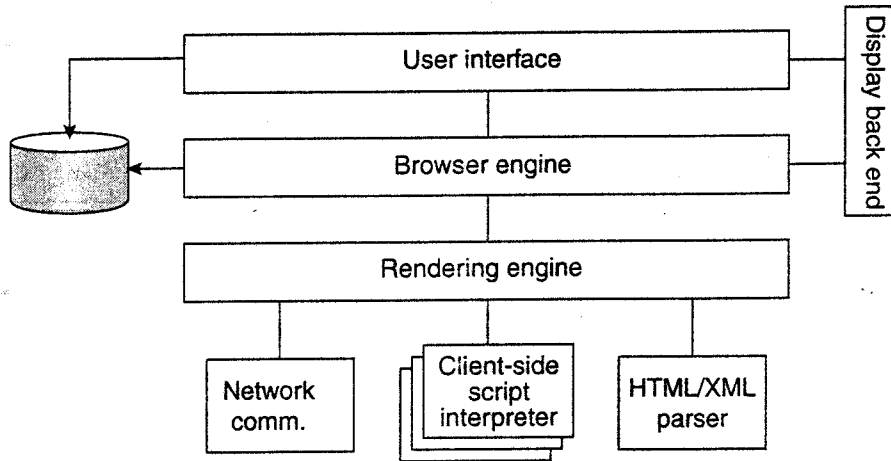 User interface
Display back end
Browser engine
Rendering engine
Network
comm.
Client-side
script
interpreter
HTML/XML
parser